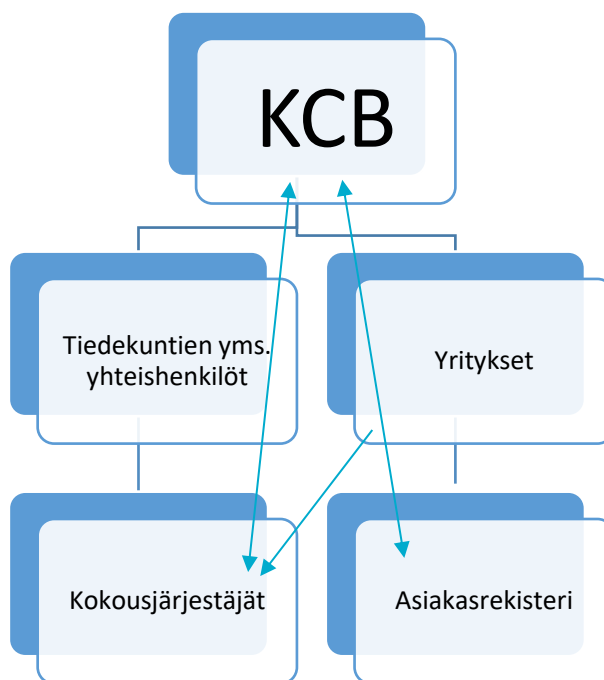 KCB
Tiedekuntien yms.
yhteishenkilöt
Yritykset
Kokousjärjestäjät
Asiakasrekisteri